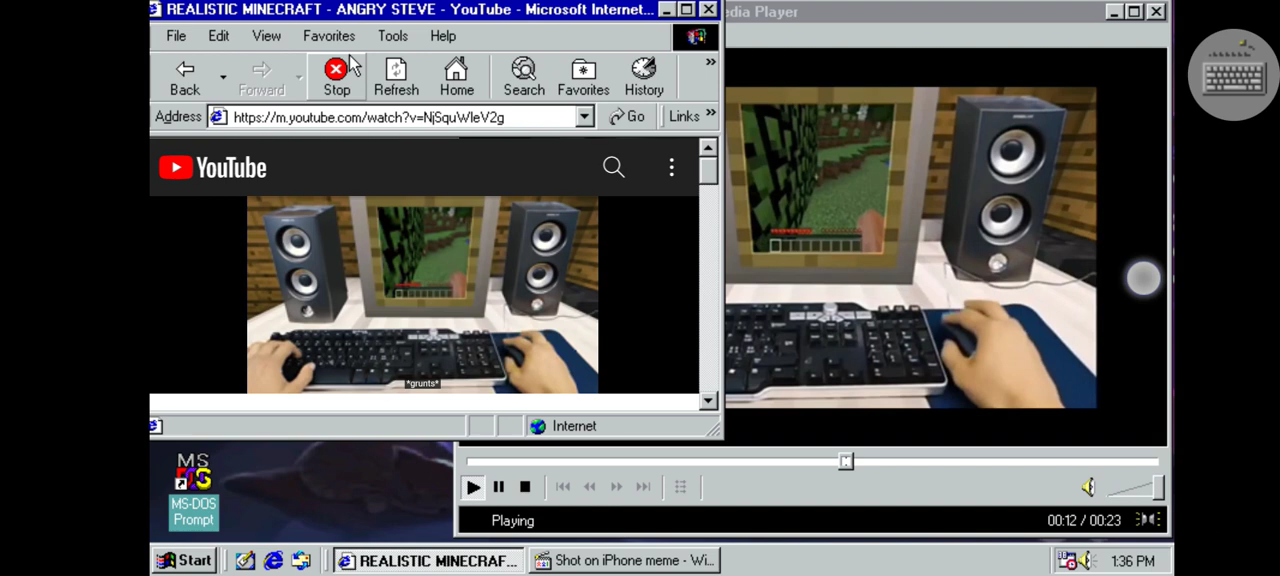 REALISTIC MINECRAFT - ANGRY STEVE - YouTube - Microsoft Internet...
edia Player
File Edit View Favorites Tools Help
Back Forward Stop Refresh Home Search Favorites History
Address https://m.youtube.com/watch?v=NjSquWIeV2g Go Links
YouTube
*grunts*
Internet
MS
MS-DOS
Prompt
Playing 00:12 / 00:23
Start REALISTIC MINECRAF... Shot on iPhone meme - Wi... 1:36 PM